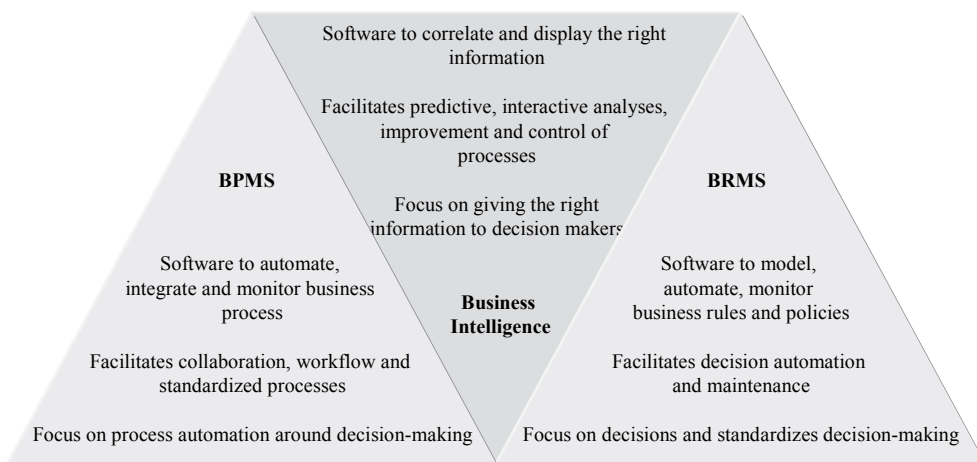 Software to correlate and display the right
information
Facilitates predictive, interactive analyses,
improvement and control of
processes
Focus on giving the right
information to decision makers
Business
Intelligence
BPMS
Software to automate,
integrate and monitor business
process
Facilitates collaboration, workflow and
standardized processes
Focus on process automation around decision-making
BRMS
Software to model,
automate, monitor
business rules and policies
Facilitates decision automation
and maintenance
Focus on decisions and standardizes decision-making